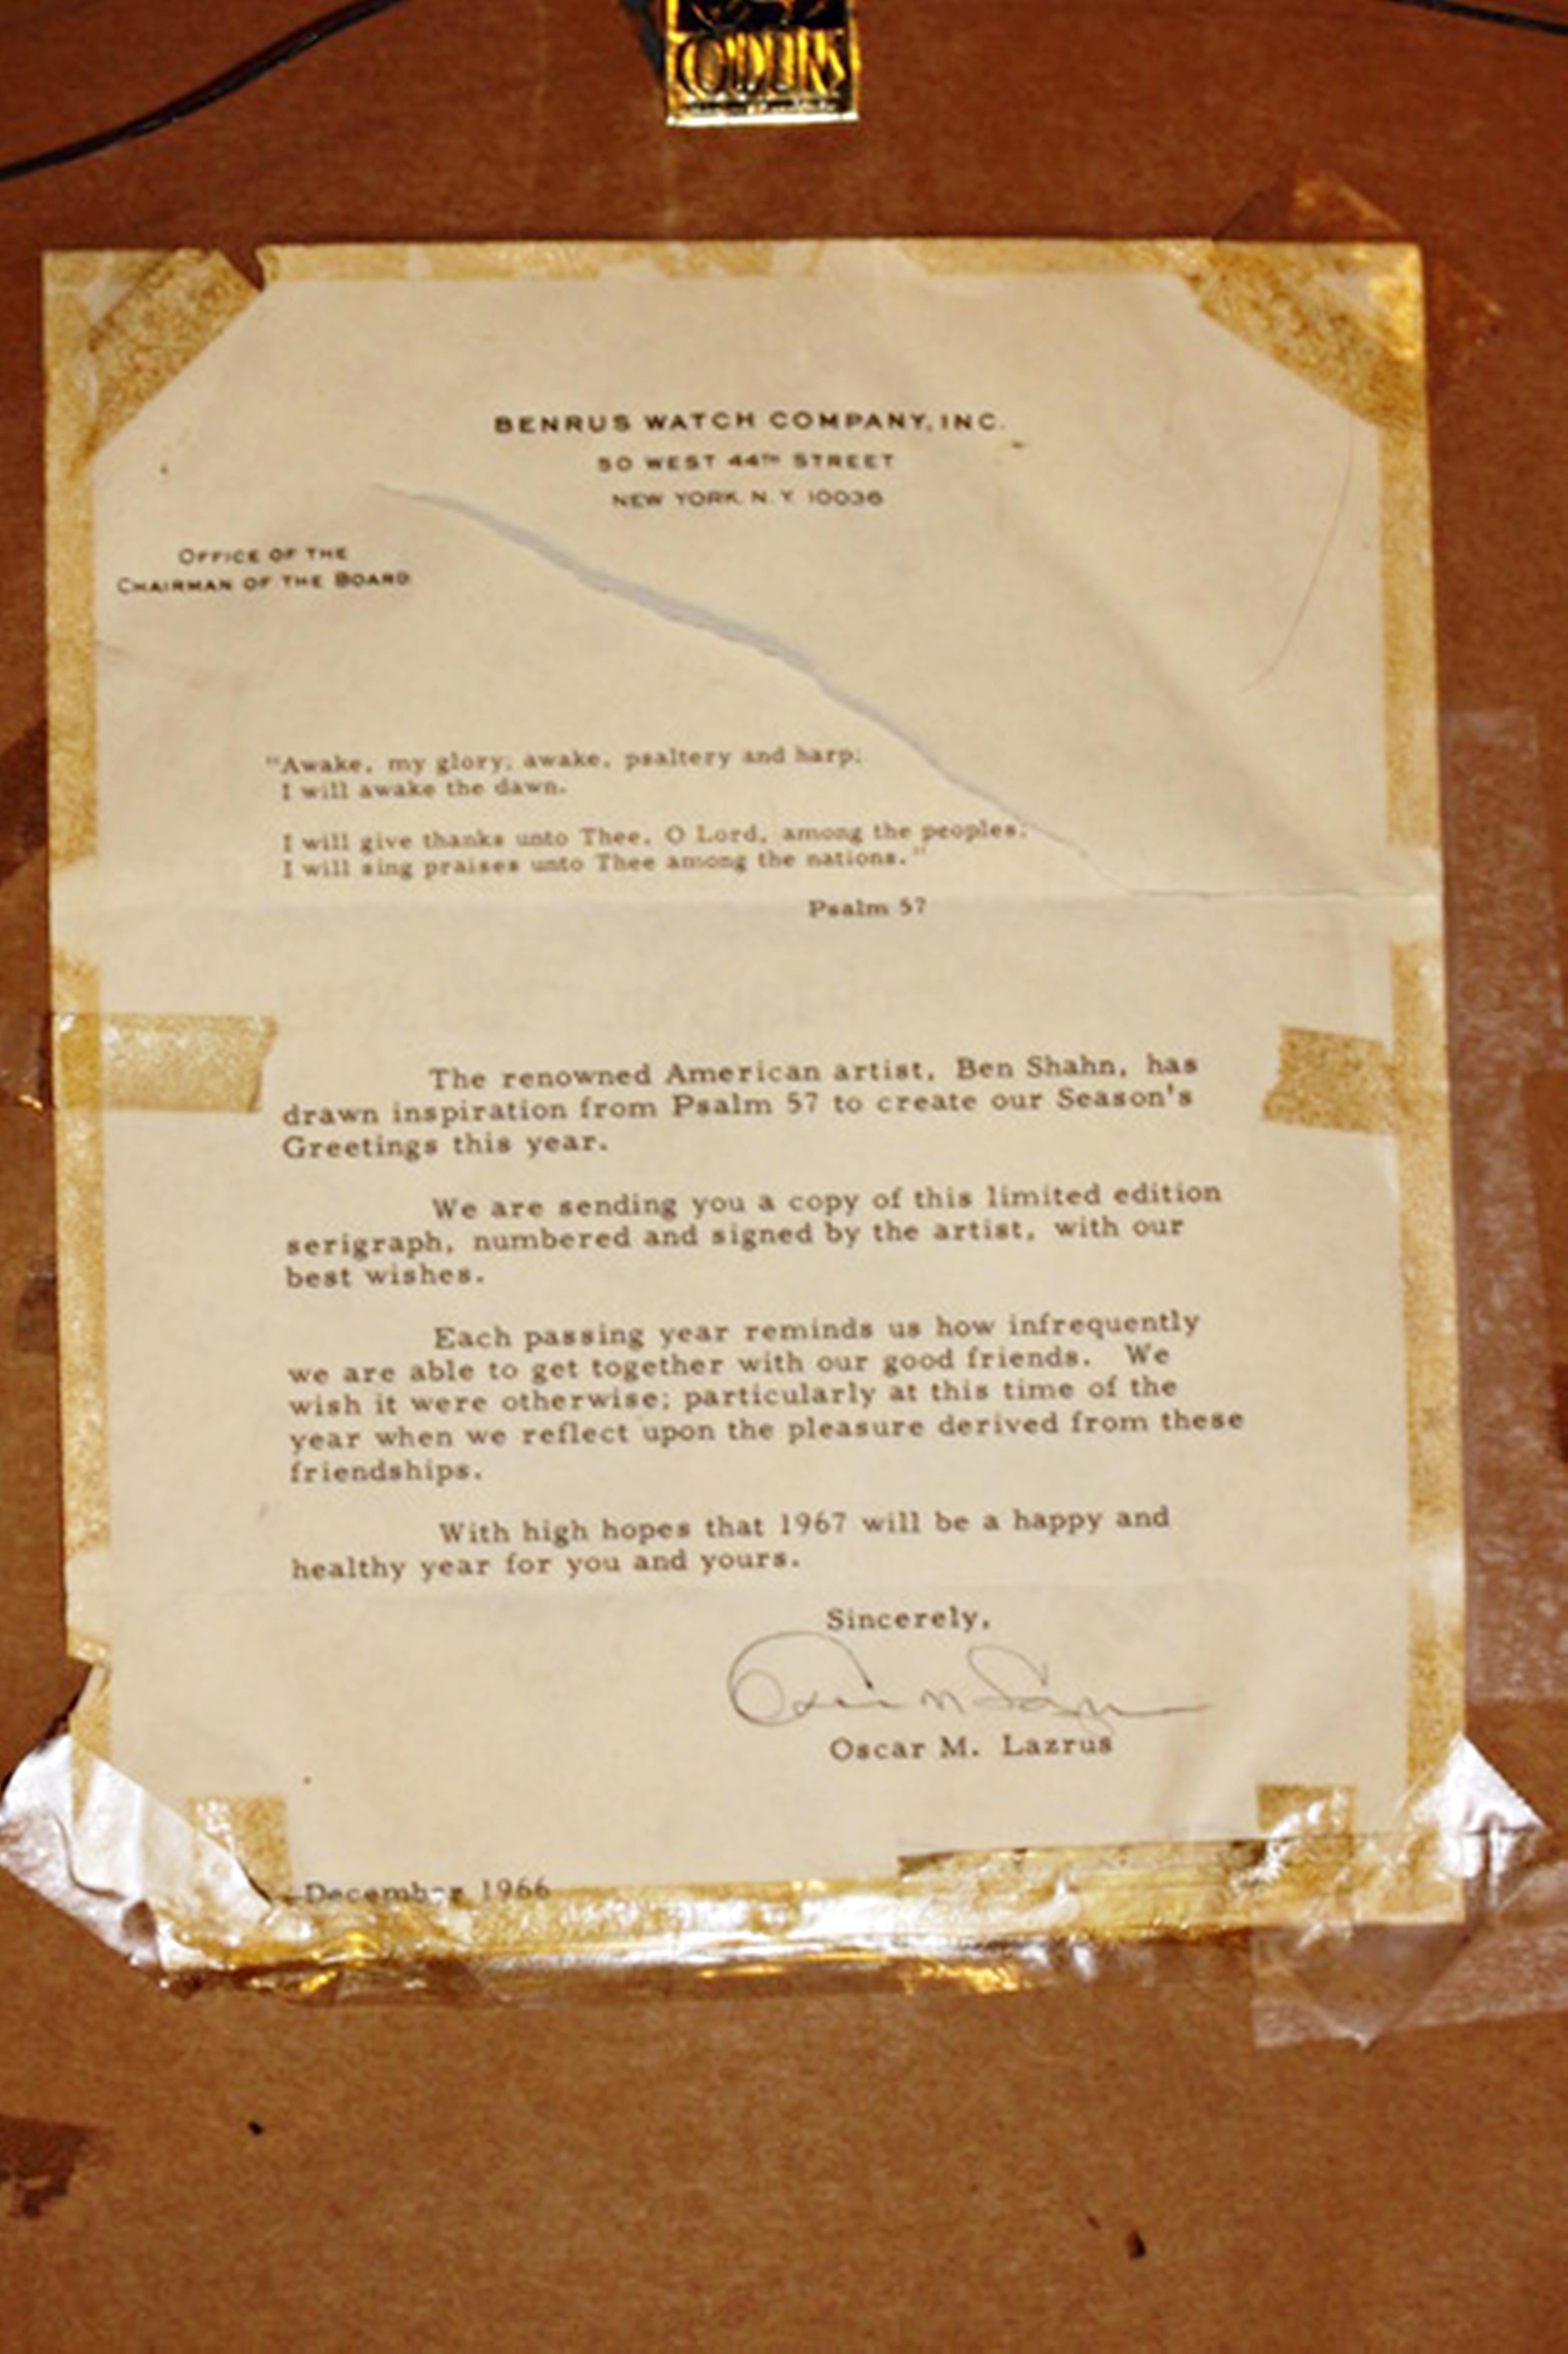 BENRUS WATCH COMPANY, INC.
50 WEST 44TH STREET
NEW YORK, N. Y. 10036
OFFICE OF THE
CHAIRMAN OF THE BOARD
"Awake, my glory; awake, psaltery and harp;
I will awake the dawn.
I will give thanks unto Thee, O Lord, among the peoples;
I will sing praises unto Thee among the nations."
Psalm 57
The renowned American artist, Ben Shahn, has
drawn inspiration from Psalm 57 to create our Season's
Greetings this year.
We are sending you a copy of this limited edition
serigraph, numbered and signed by the artist, with our
best wishes.
Each passing year reminds us how infrequently
we are able to get together with our good friends. We
wish it were otherwise; particularly at this time of the
year when we reflect upon the pleasure derived from these
friendships.
With high hopes that 1967 will be a happy and
healthy year for you and yours.
Sincerely,
Oscar M. Lazrus
December 1966